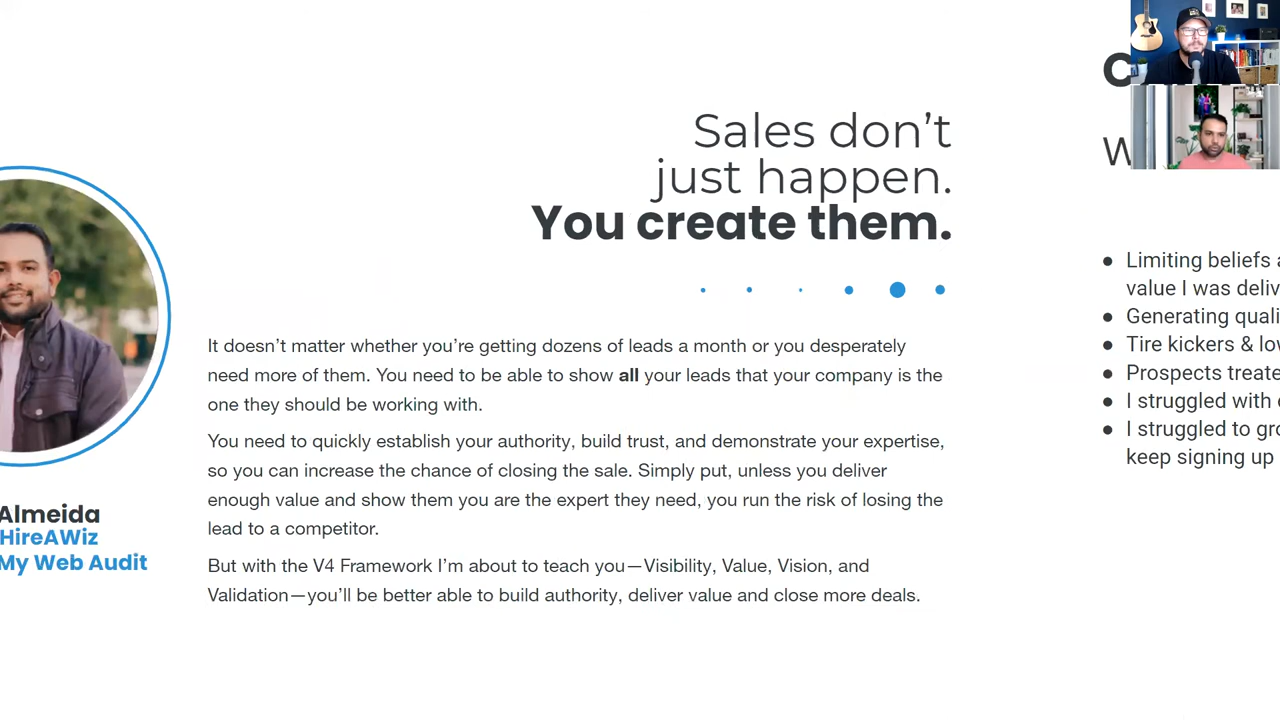 Sales don’t
just happen.
You create them.
It doesn’t matter whether you’re getting dozens of leads a month or you desperately
need more of them. You need to be able to show all your leads that your company is the
one they should be working with.
You need to quickly establish your authority, build trust, and demonstrate your expertise,
so you can increase the chance of closing the sale. Simply put, unless you deliver
enough value and show them you are the expert they need, you run the risk of losing the
lead to a competitor.
But with the V4 Framework I’m about to teach you—Visibility, Value, Vision, and
Validation—you’ll be better able to build authority, deliver value and close more deals.
Almeida
HireAWiz
My Web Audit
Limiting beliefs
value I was
Generating
Tire kickers &
Prospects
I struggled with
I struggled to
keep signing up